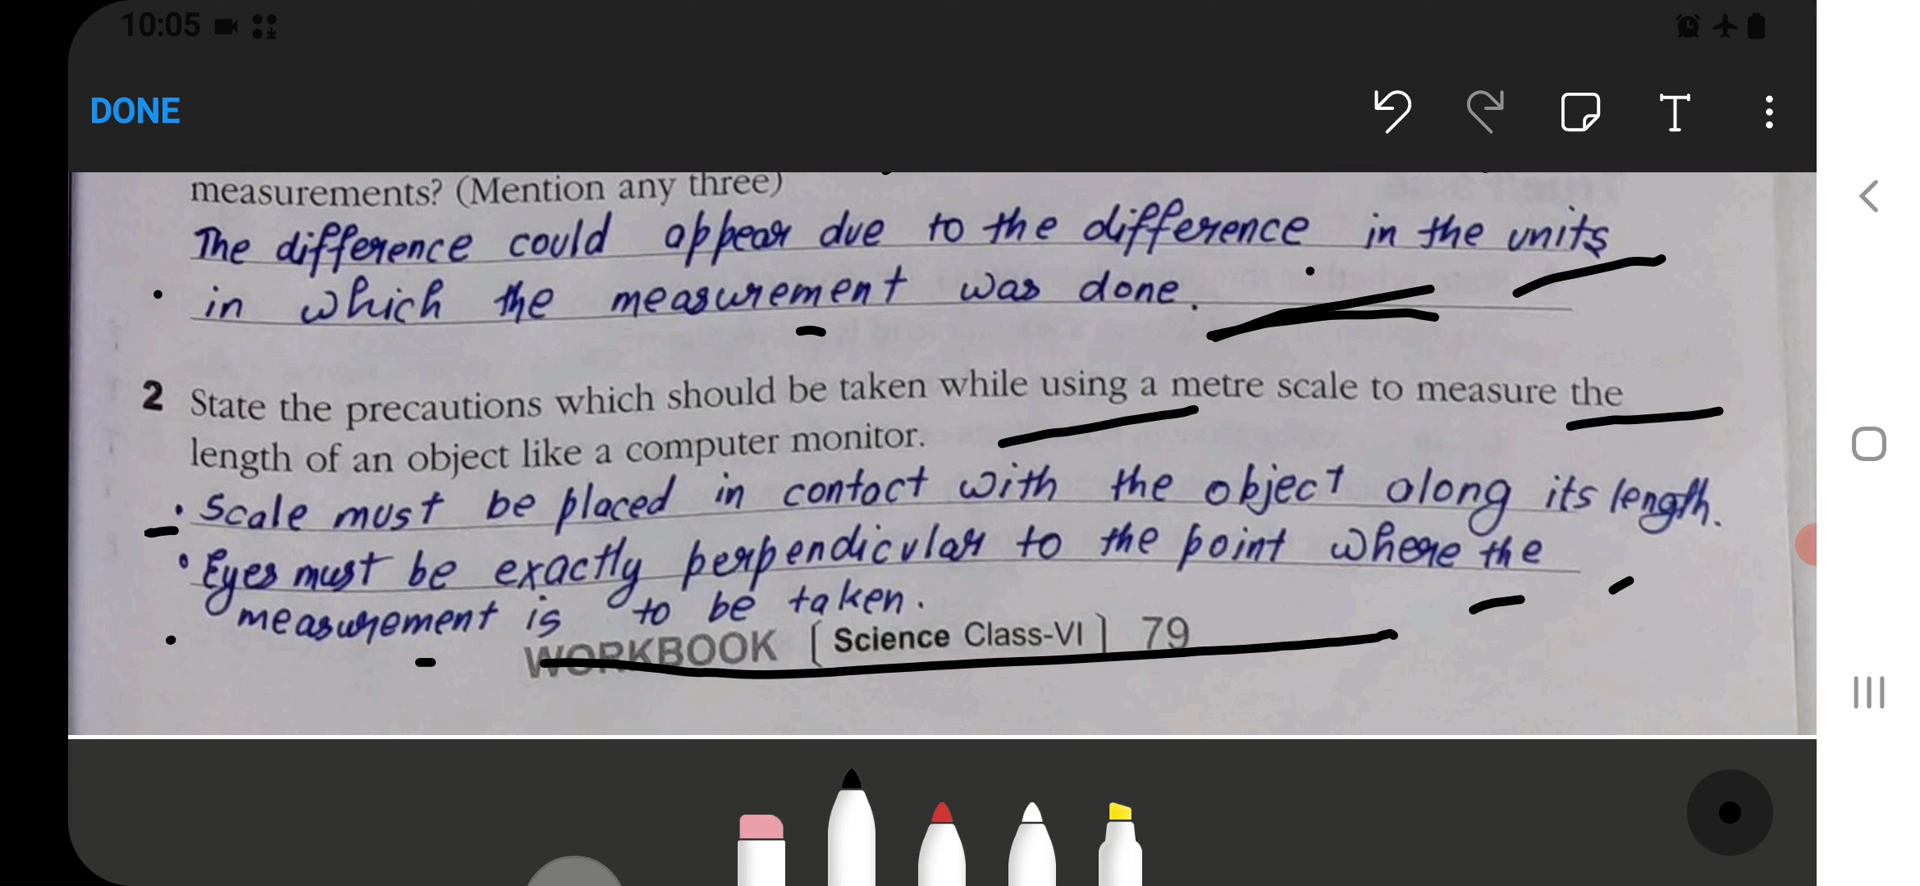 10:05
DONE
T
measurements? (Mention any three)
The difference could appear due to the difference in the units
in which the measurement was done.
2 State the precautions which should be taken while using a metre scale to measure the
length of an object like a computer monitor.
• Scale must be placed in contact with the object along its length.
• Eyes must be exactly perpendicular to the point where the
measurement is to be taken.
WORKBOOK [ Science Class-VI ] 79